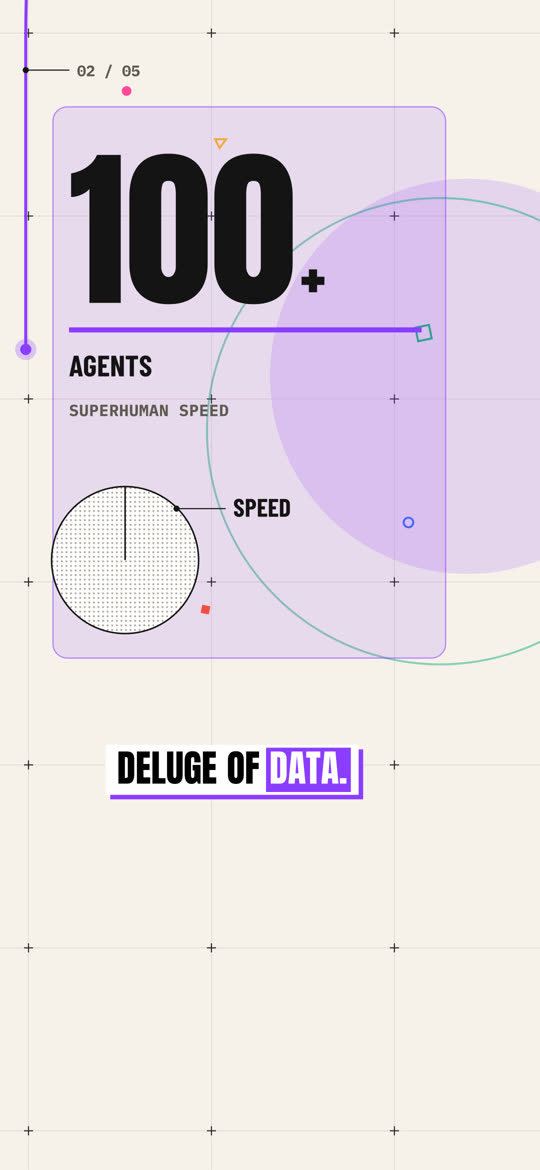 02 / 05
100+
AGENTS
SUPERHUMAN SPEED
SPEED
DELUGE OF DATA.